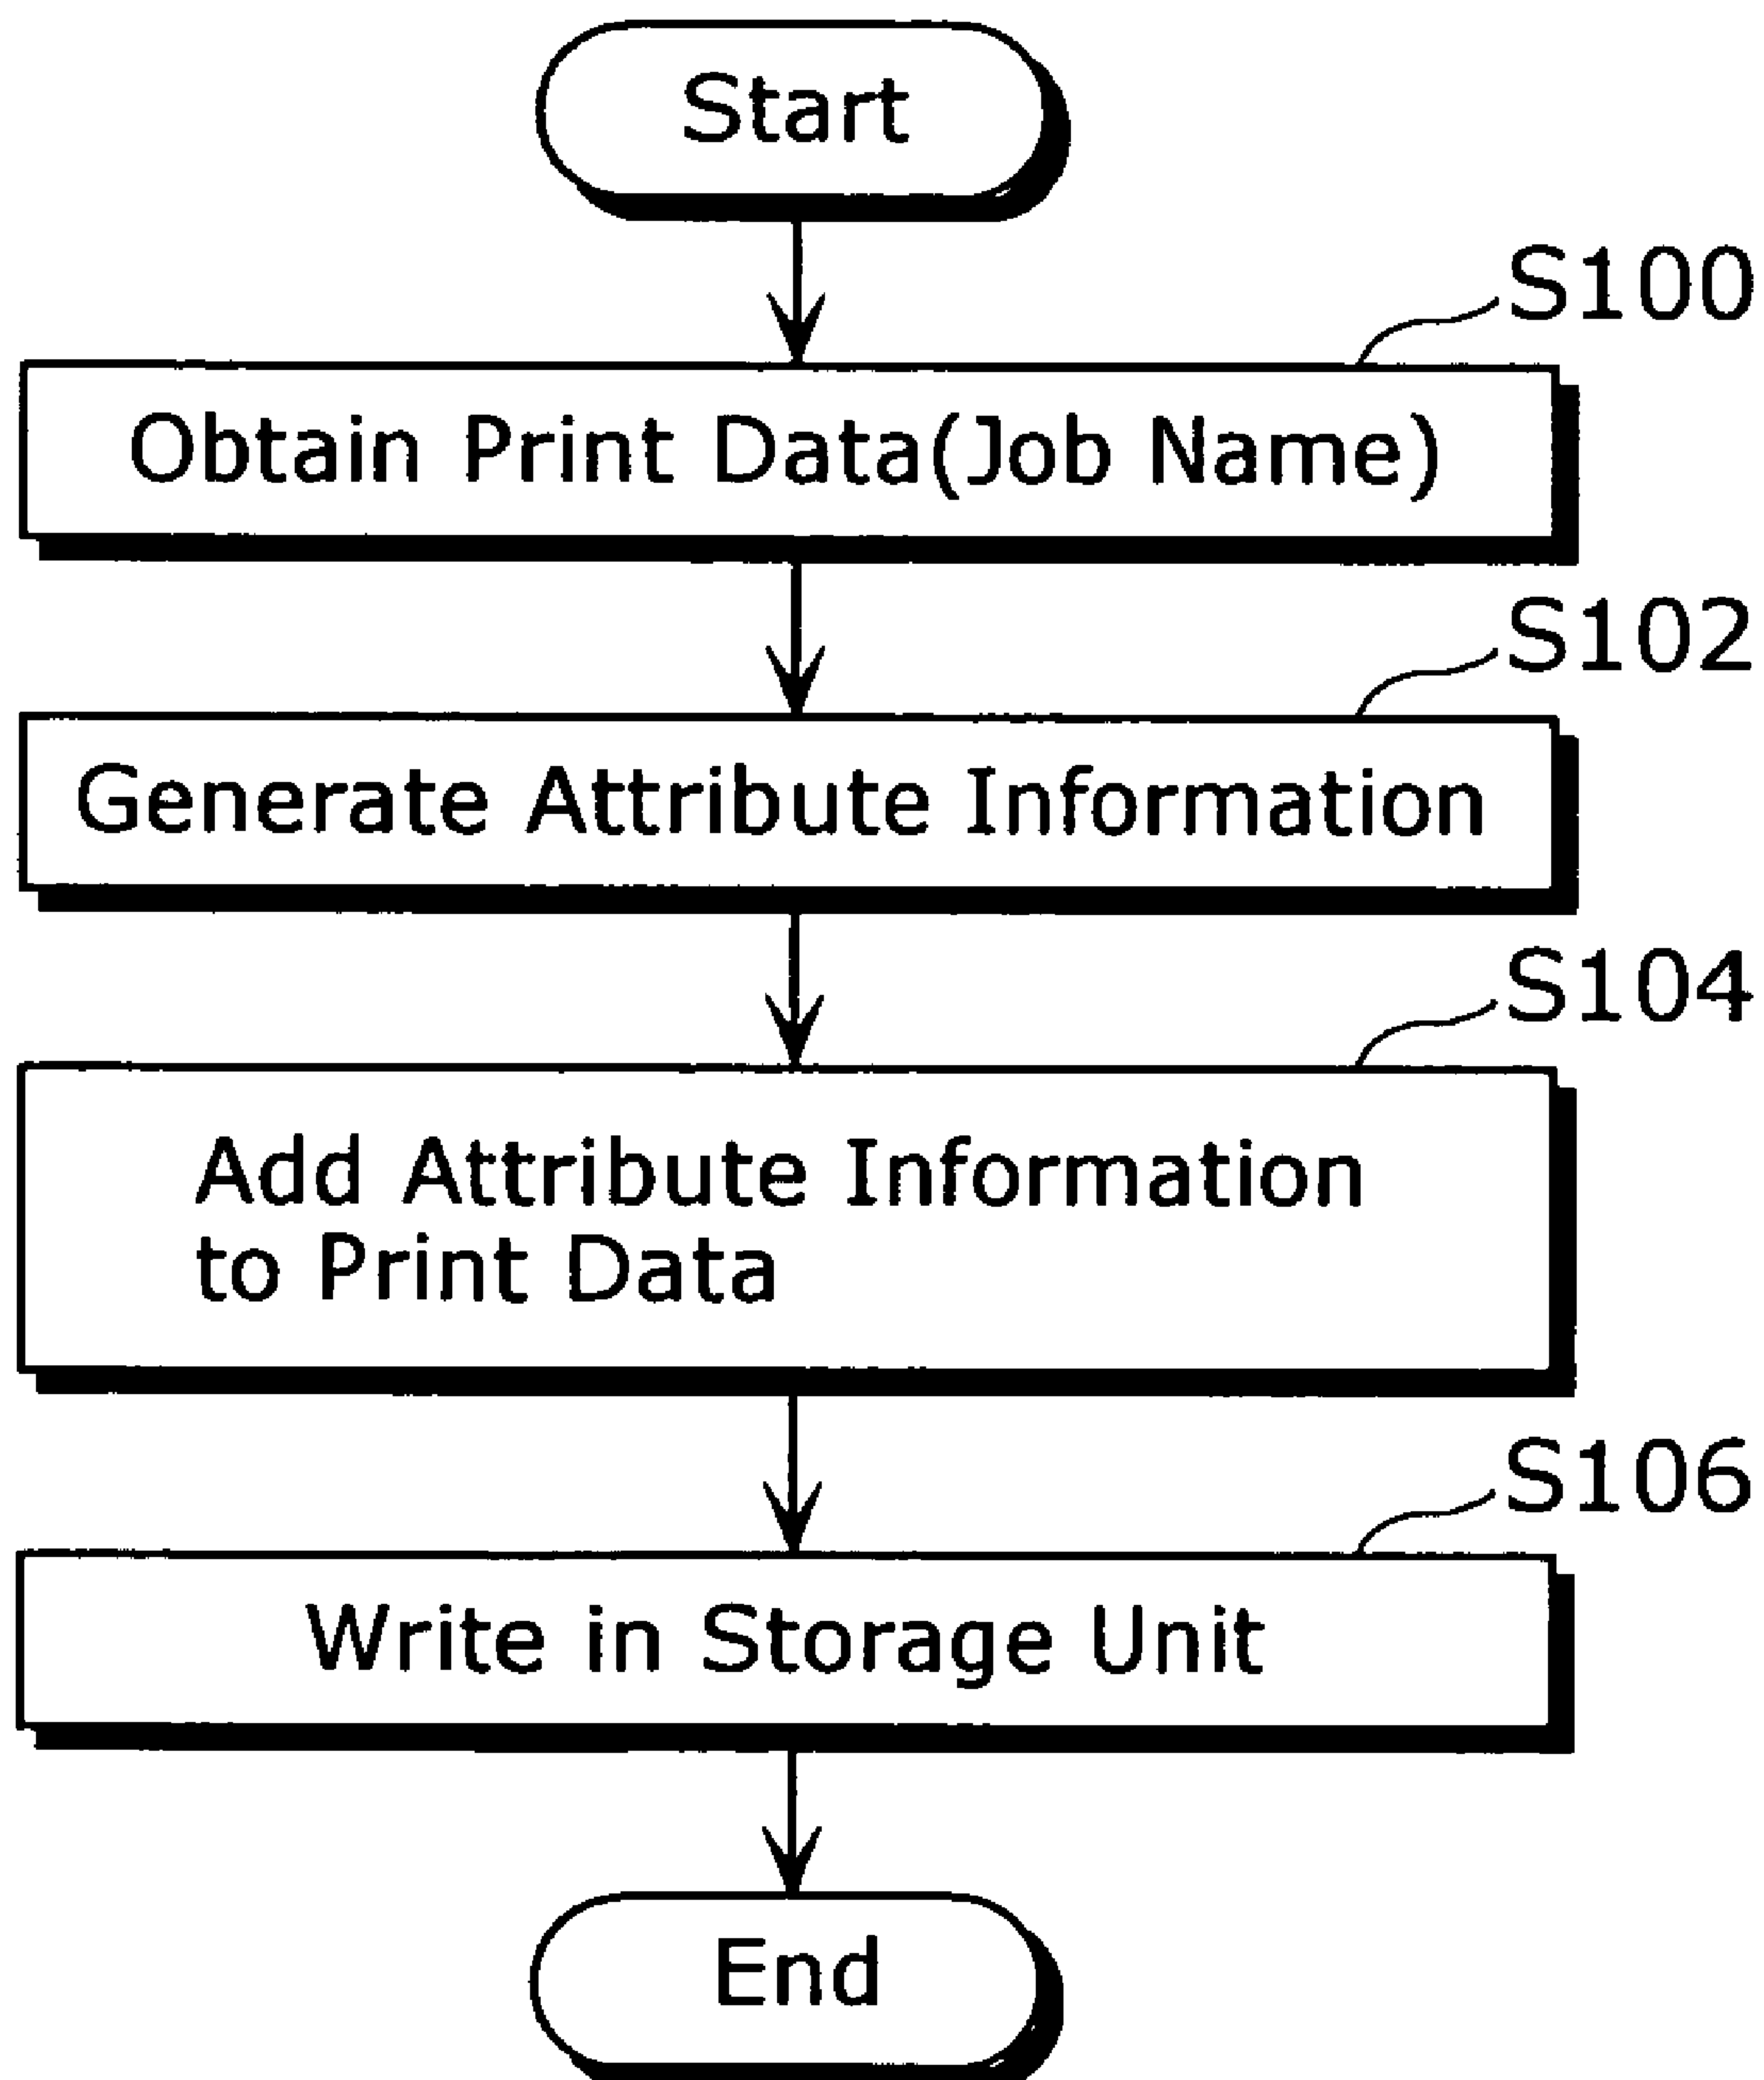 Start
S100
Obtain Print Data(Job Name)
S102
Generate Attribute Information
S104
Add Attribute Information
to Print Data
S106
Write in Storage Unit
End